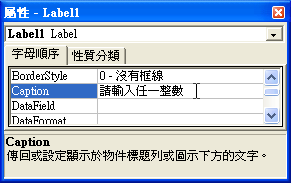 屬性 - Label1
Label1 Label
字母順序 性質分類
BorderStyle 0 - 沒有框線
Caption 請輸入任一整數
DataField
DataFormat
Caption
傳回或設定顯示於物件標題列或圖示下方的文字。